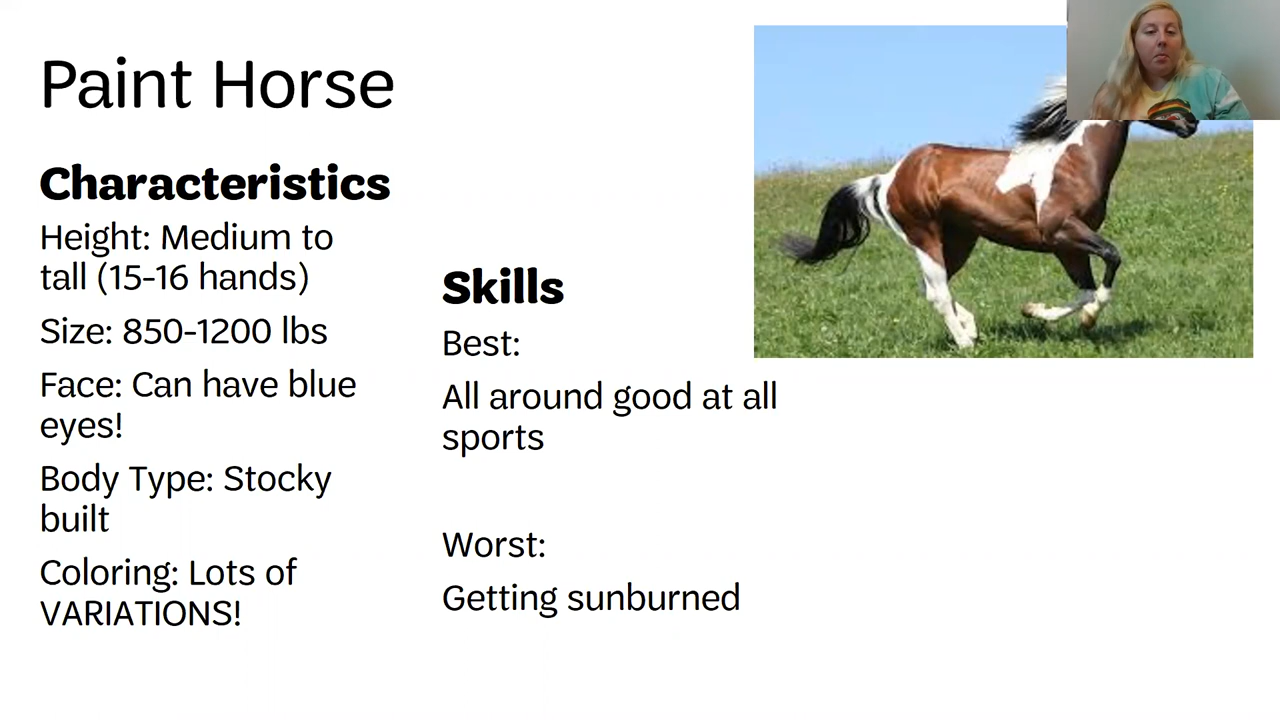 Paint Horse
Characteristics
Height: Medium to
tall (15-16 hands)
Size: 850-1200 lbs
Face: Can have blue
eyes!
Body Type: Stocky
built
Coloring: Lots of
VARIATIONS!
Skills
Best:
All around good at all
sports
Worst:
Getting sunburned